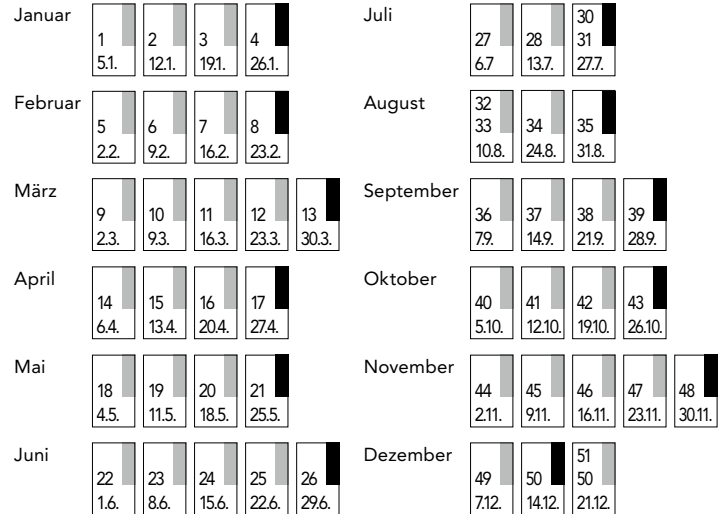 Januar
1 2 3 4
5.1. 12.1. 19.1. 26.1.
Februar
5 6 7 8
2.2. 9.2. 16.2. 23.2.
März
9 10 11 12 13
2.3. 9.3. 16.3. 23.3. 30.3.
April
14 15 16 17
6.4. 13.4. 20.4. 27.4.
Mai
18 19 20 21
4.5. 11.5. 18.5. 25.5.
Juni
22 23 24 25 26
1.6. 8.6. 15.6. 22.6. 29.6.
Juli
30
27 28 31
6.7 13.7. 27.7.
August
32
33 34 35
10.8. 24.8. 31.8.
September
36 37 38 39
7.9. 14.9. 21.9. 28.9.
Oktober
40 41 42 43
5.10. 12.10. 19.10. 26.10.
November
44 45 46 47 48
2.11. 9.11. 16.11. 23.11. 30.11.
Dezember
51
49 50 50
7.12. 14.12. 21.12.